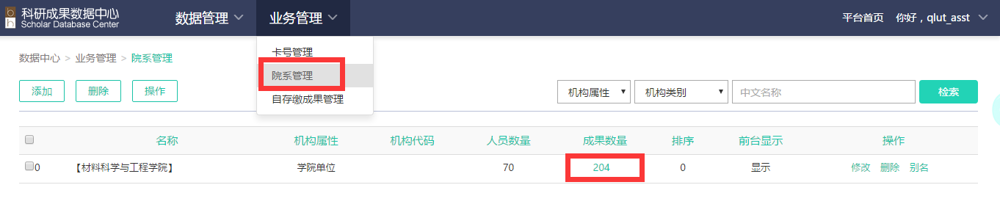 科研成果数据中心
Scholar Database Center
数据管理 业务管理 平台首页 你好，qlut_asst
卡号管理
院系管理
自存缴成果管理
数据中心 > 业务管理 > 院系管理
添加 删除 操作 机构属性 机构类别 中文名称 检索
名称 机构属性 机构代码 人员数量 成果数量 排序 前台显示 操作
0 【材料科学与工程学院】 学院单位 70 204 0 显示 修改 删除 别名